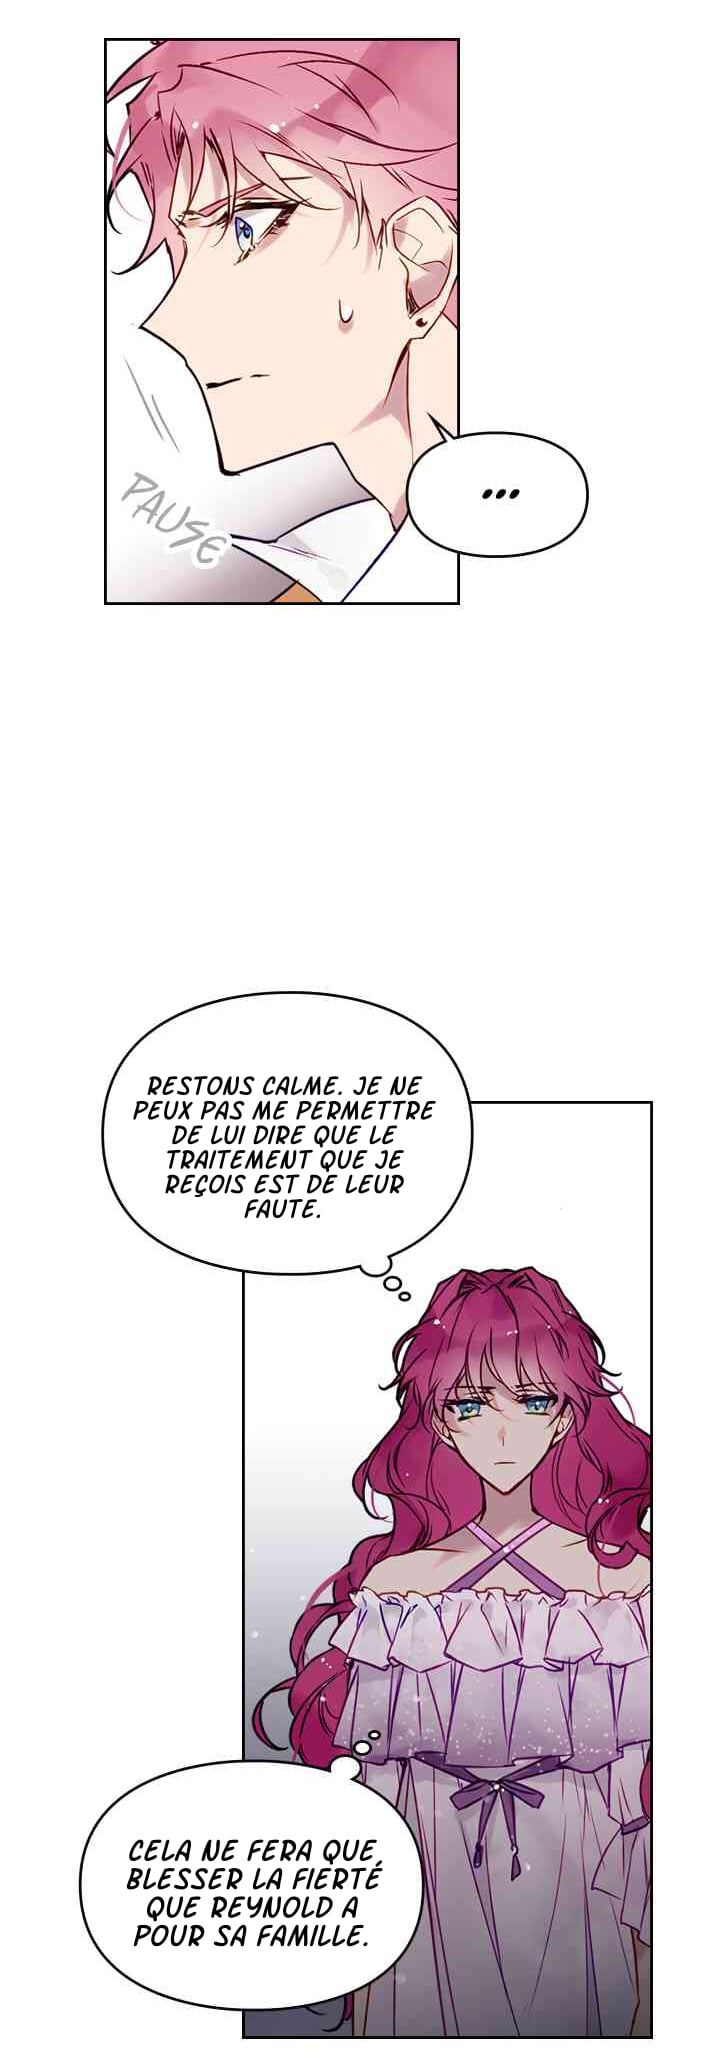 PAUSE
...
RESTONS CALME. JE NE
PEUX PAS ME PERMETTRE
DE LUI DIRE QUE LE
TRAITEMENT QUE JE
REÇOIS EST DE LEUR
FAUTE.
CELA NE FERA QUE,
BLESSER LA FIERTÉ
QUE REYNOLD A
POUR SA FAMILLE.